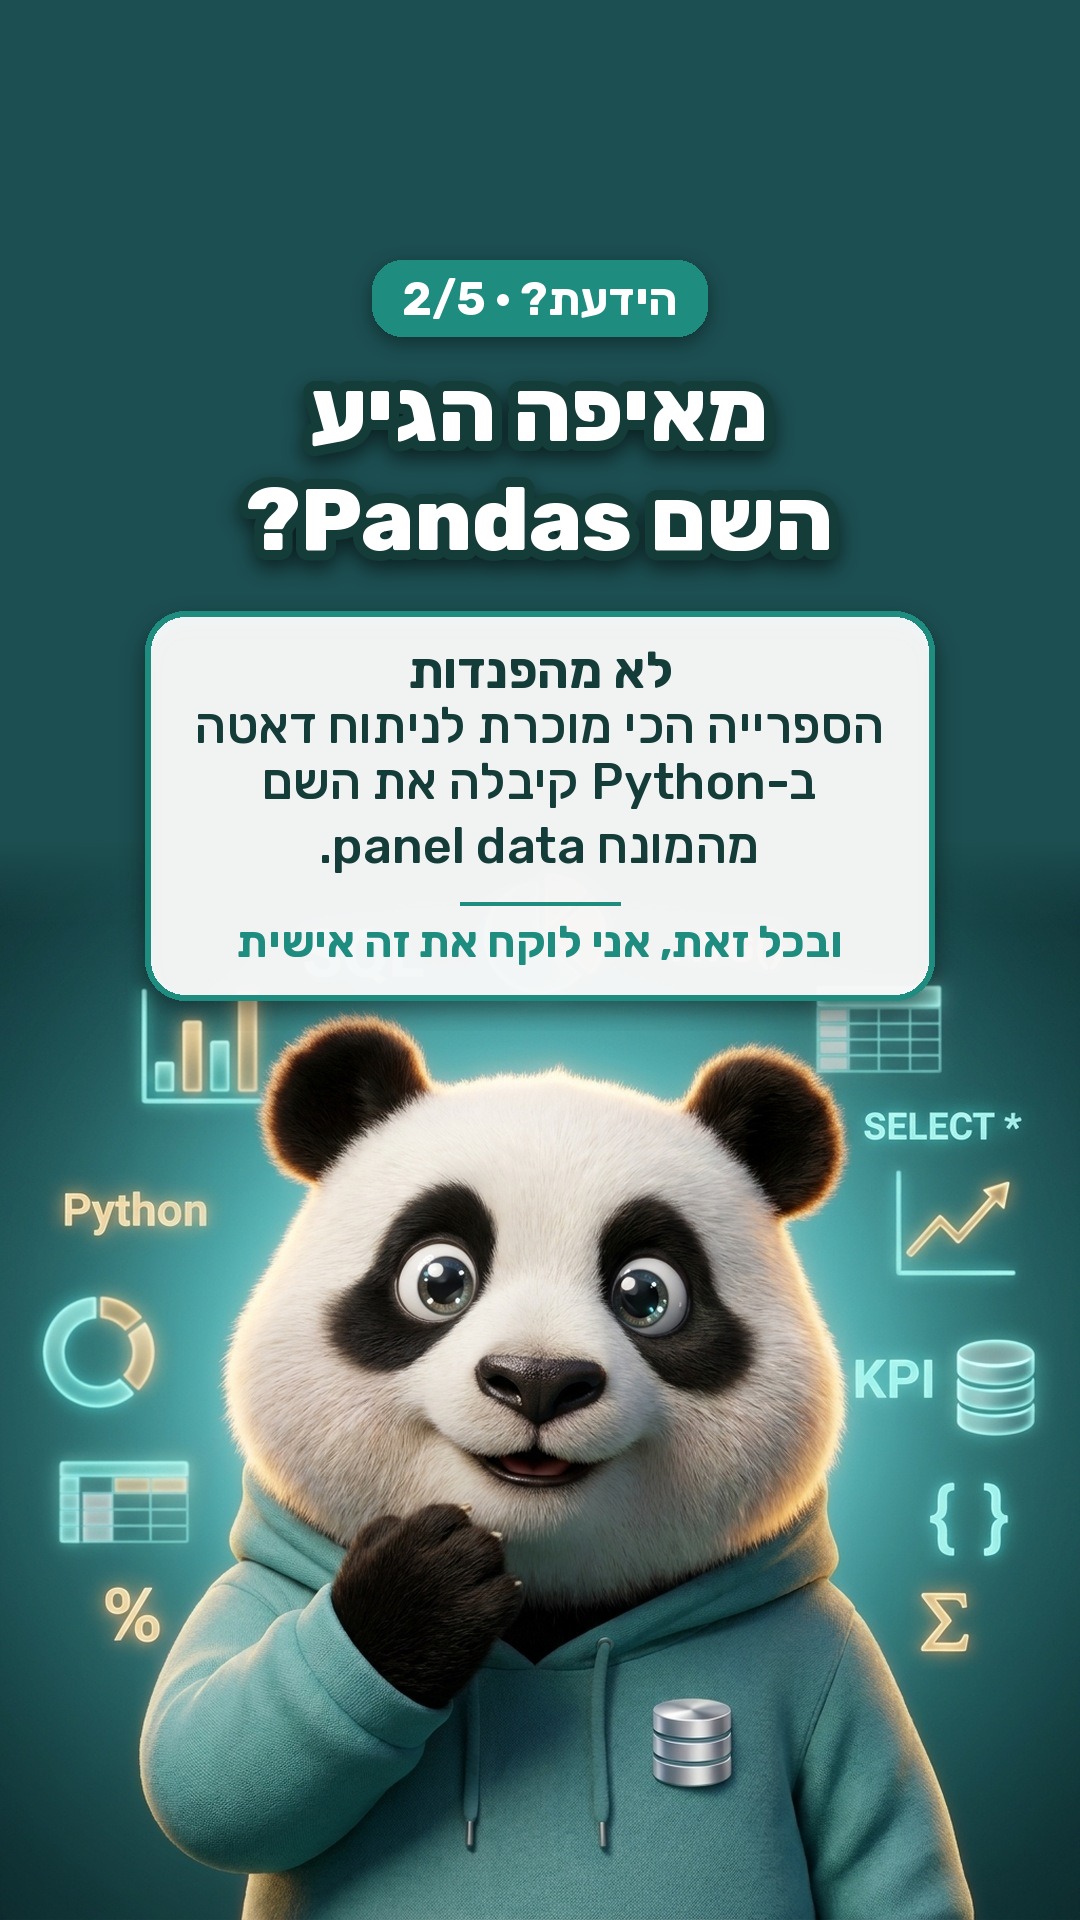 הידעת? • 2/5
מאיפה הגיע
השם Pandas?
לא מהפנדות
הספרייה הכי מוכרת לניתוח דאטה
ב-Python קיבלה את השם
מהמונח panel data.
ובכל זאת, אני לוקח את זה אישית
SELECT *
Python
KPI
{ }
%
Σ